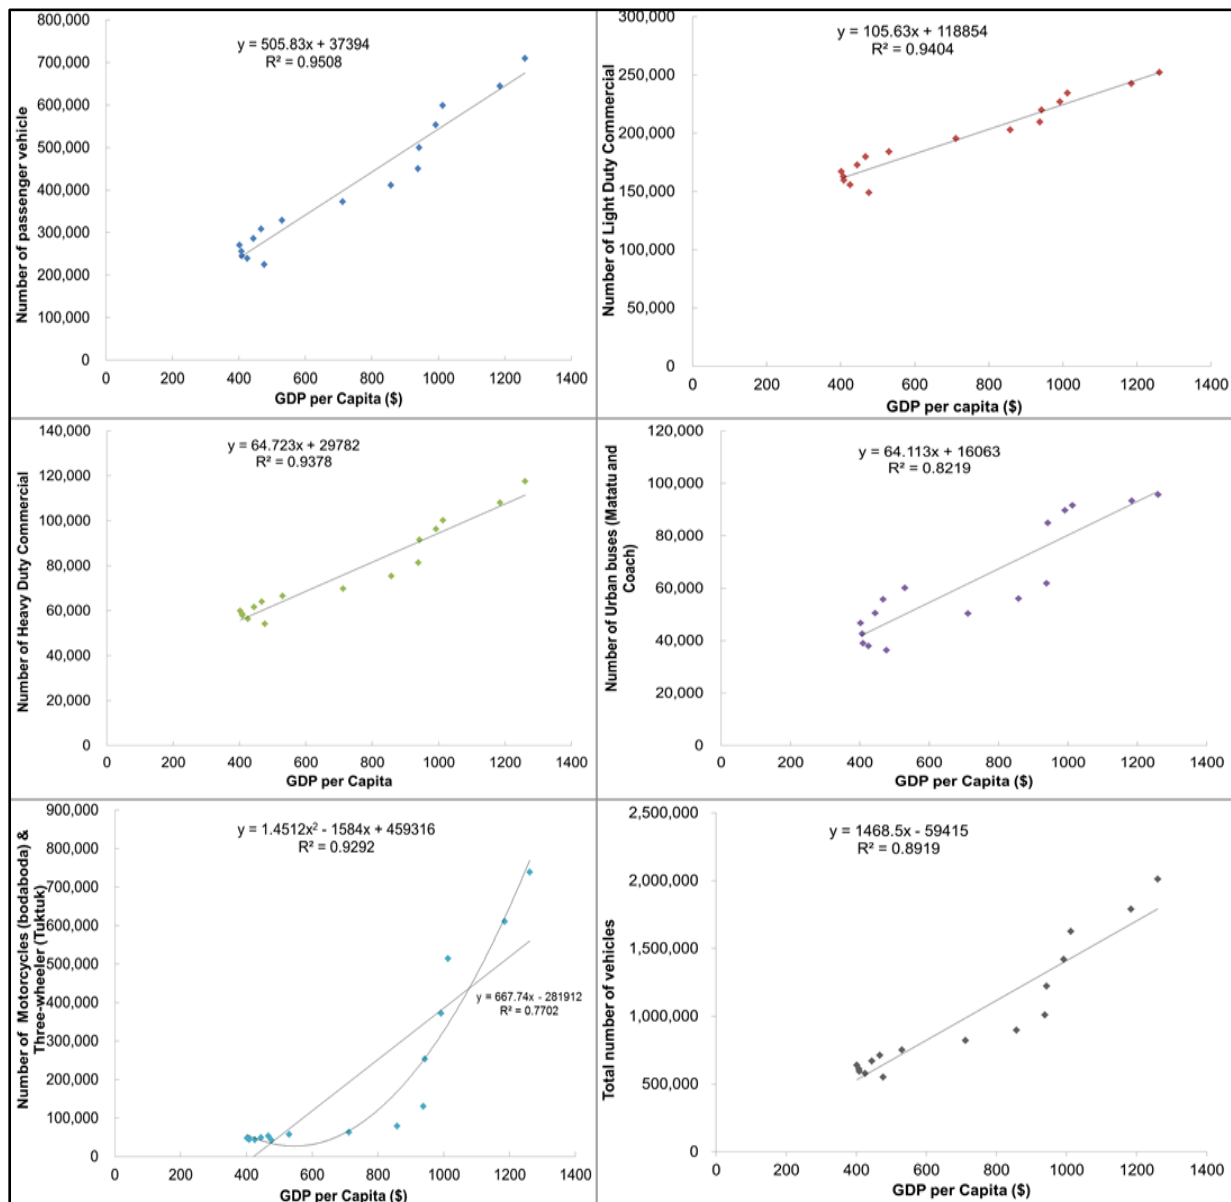 800,000
700,000
600,000
500,000
400,000
300,000
200,000
100,000
0
y = 505.83x + 37394
R² = 0.9508
Number of passenger vehicle
0 200 400 600 800 1000 1200 1400
GDP per Capita ($)
300,000
250,000
200,000
150,000
100,000
50,000
0
y = 105.63x + 118854
R² = 0.9404
Number of Light Duty Commercial
0 200 400 600 800 1000 1200 1400
GDP per capita ($)
140,000
120,000
100,000
80,000
60,000
40,000
20,000
0
y = 64.723x + 29782
R² = 0.9378
Number of Heavy Duty Commercial
0 200 400 600 800 1000 1200 1400
GDP per Capita
120,000
100,000
80,000
60,000
40,000
20,000
0
y = 64.113x + 16063
R² = 0.8219
Number of Urban buses (Matatu and
Coach)
0 200 400 600 800 1000 1200 1400
GDP per Capita ($)
900,000
800,000
700,000
600,000
500,000
400,000
300,000
200,000
100,000
0
y = 1.4512x² - 1584x + 459316
R² = 0.9292
y = 667.74x - 281912
R² = 0.7702
Number of Motorcycles (bodaboda) &
Three-wheeler (Tuktuk)
0 200 400 600 800 1000 1200 1400
GDP per Capita ($)
2,500,000
2,000,000
1,500,000
1,000,000
500,000
0
y = 1468.5x - 59415
R² = 0.8919
Total number of vehicles
0 200 400 600 800 1000 1200 1400
GDP per Capita ($)